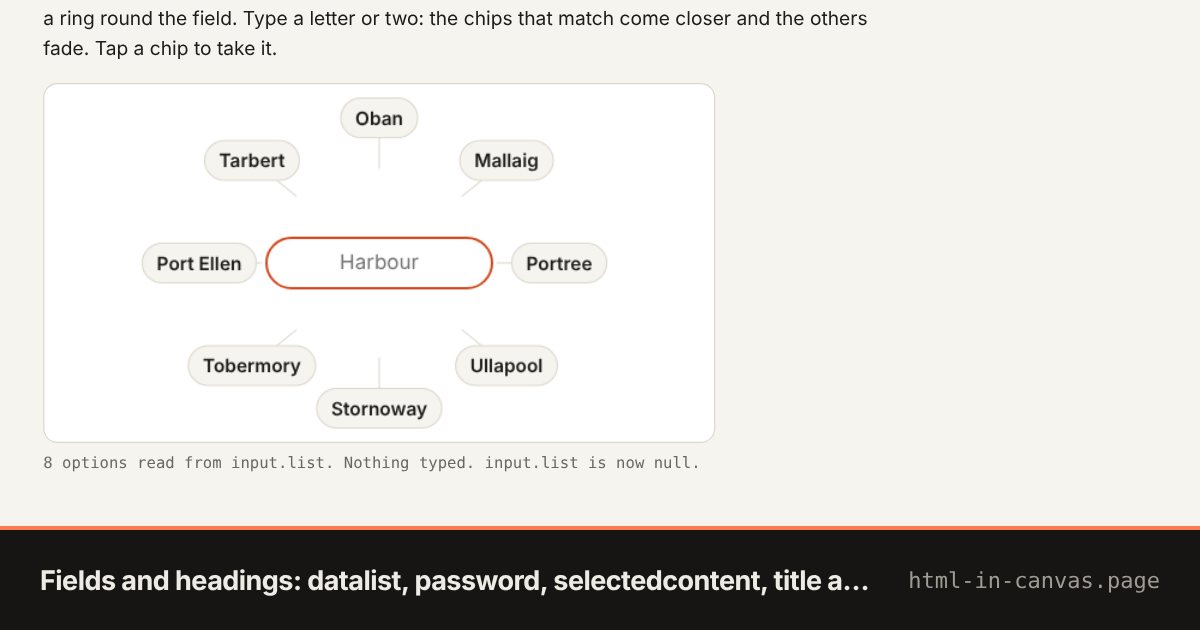 a ring round the field. Type a letter or two: the chips that match come closer and the others
fade. Tap a chip to take it.
Oban
Tarbert
Mallaig
Port Ellen
Harbour
Portree
Tobermory
Ullapool
Stornoway
8 options read from input.list. Nothing typed. input.list is now null.
Fields and headings: datalist, password, selectedcontent, title a…
html-in-canvas.page